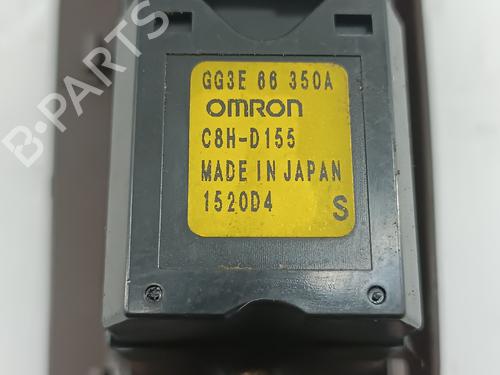 GG3E 66 350A
OMRON
C8H-D155
MADE IN JAPAN
1520D4 S
B-PARTS